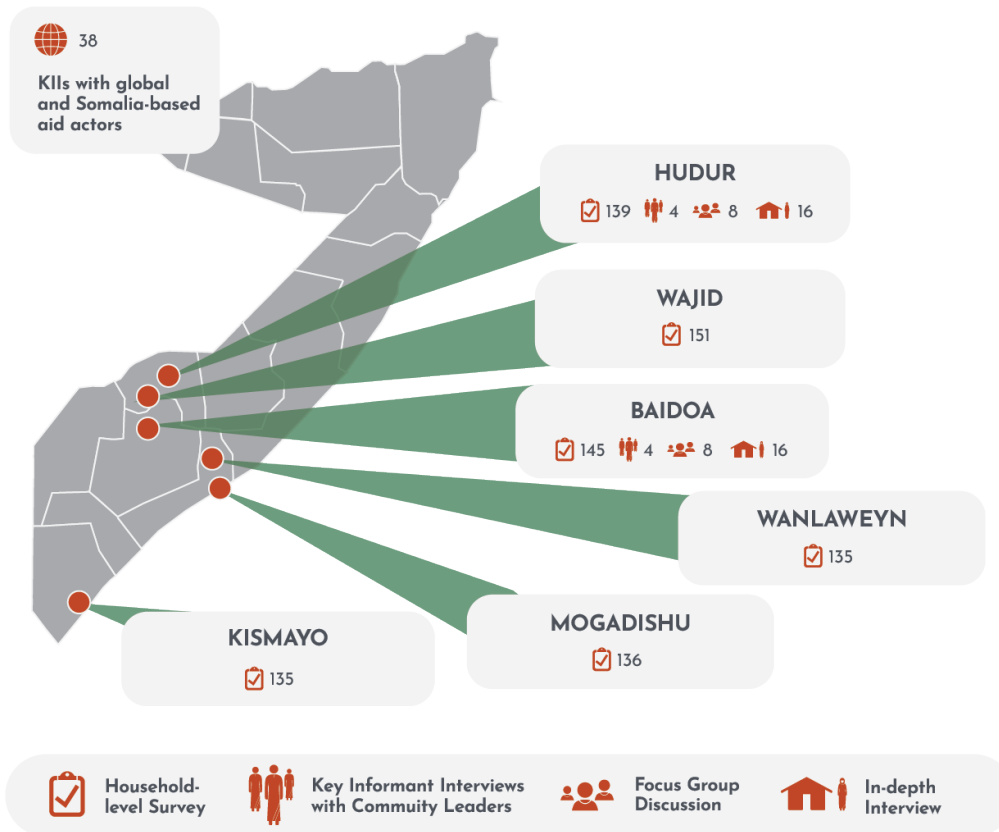 38
KIIs with global
and Somalia-based
aid actors
HUDUR
139 4 8 16
WAJID
151
BAIDOA
145 4 8 16
WANLAWEYN
135
MOGADISHU
136
KISMAYO
135
Household-
level Survey
Key Informant Interviews
with Commuity Leaders
Focus Group
Discussion
In-depth
Interview